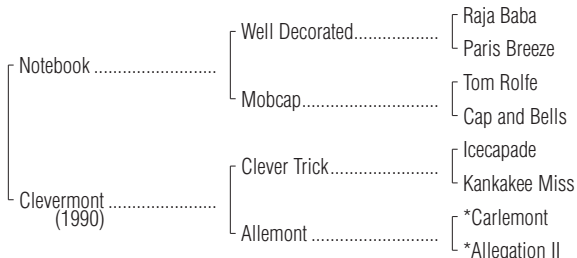 Raja Baba
Well Decorated..................
Paris Breeze
Notebook ..........................
Tom Rolfe
Mobcap.............................
Cap and Bells
Icecapade
Clever Trick.......................
Kankakee Miss
Clevermont .......................
(1990)
*Carlemont
Allemont ...........................
*Allegation II